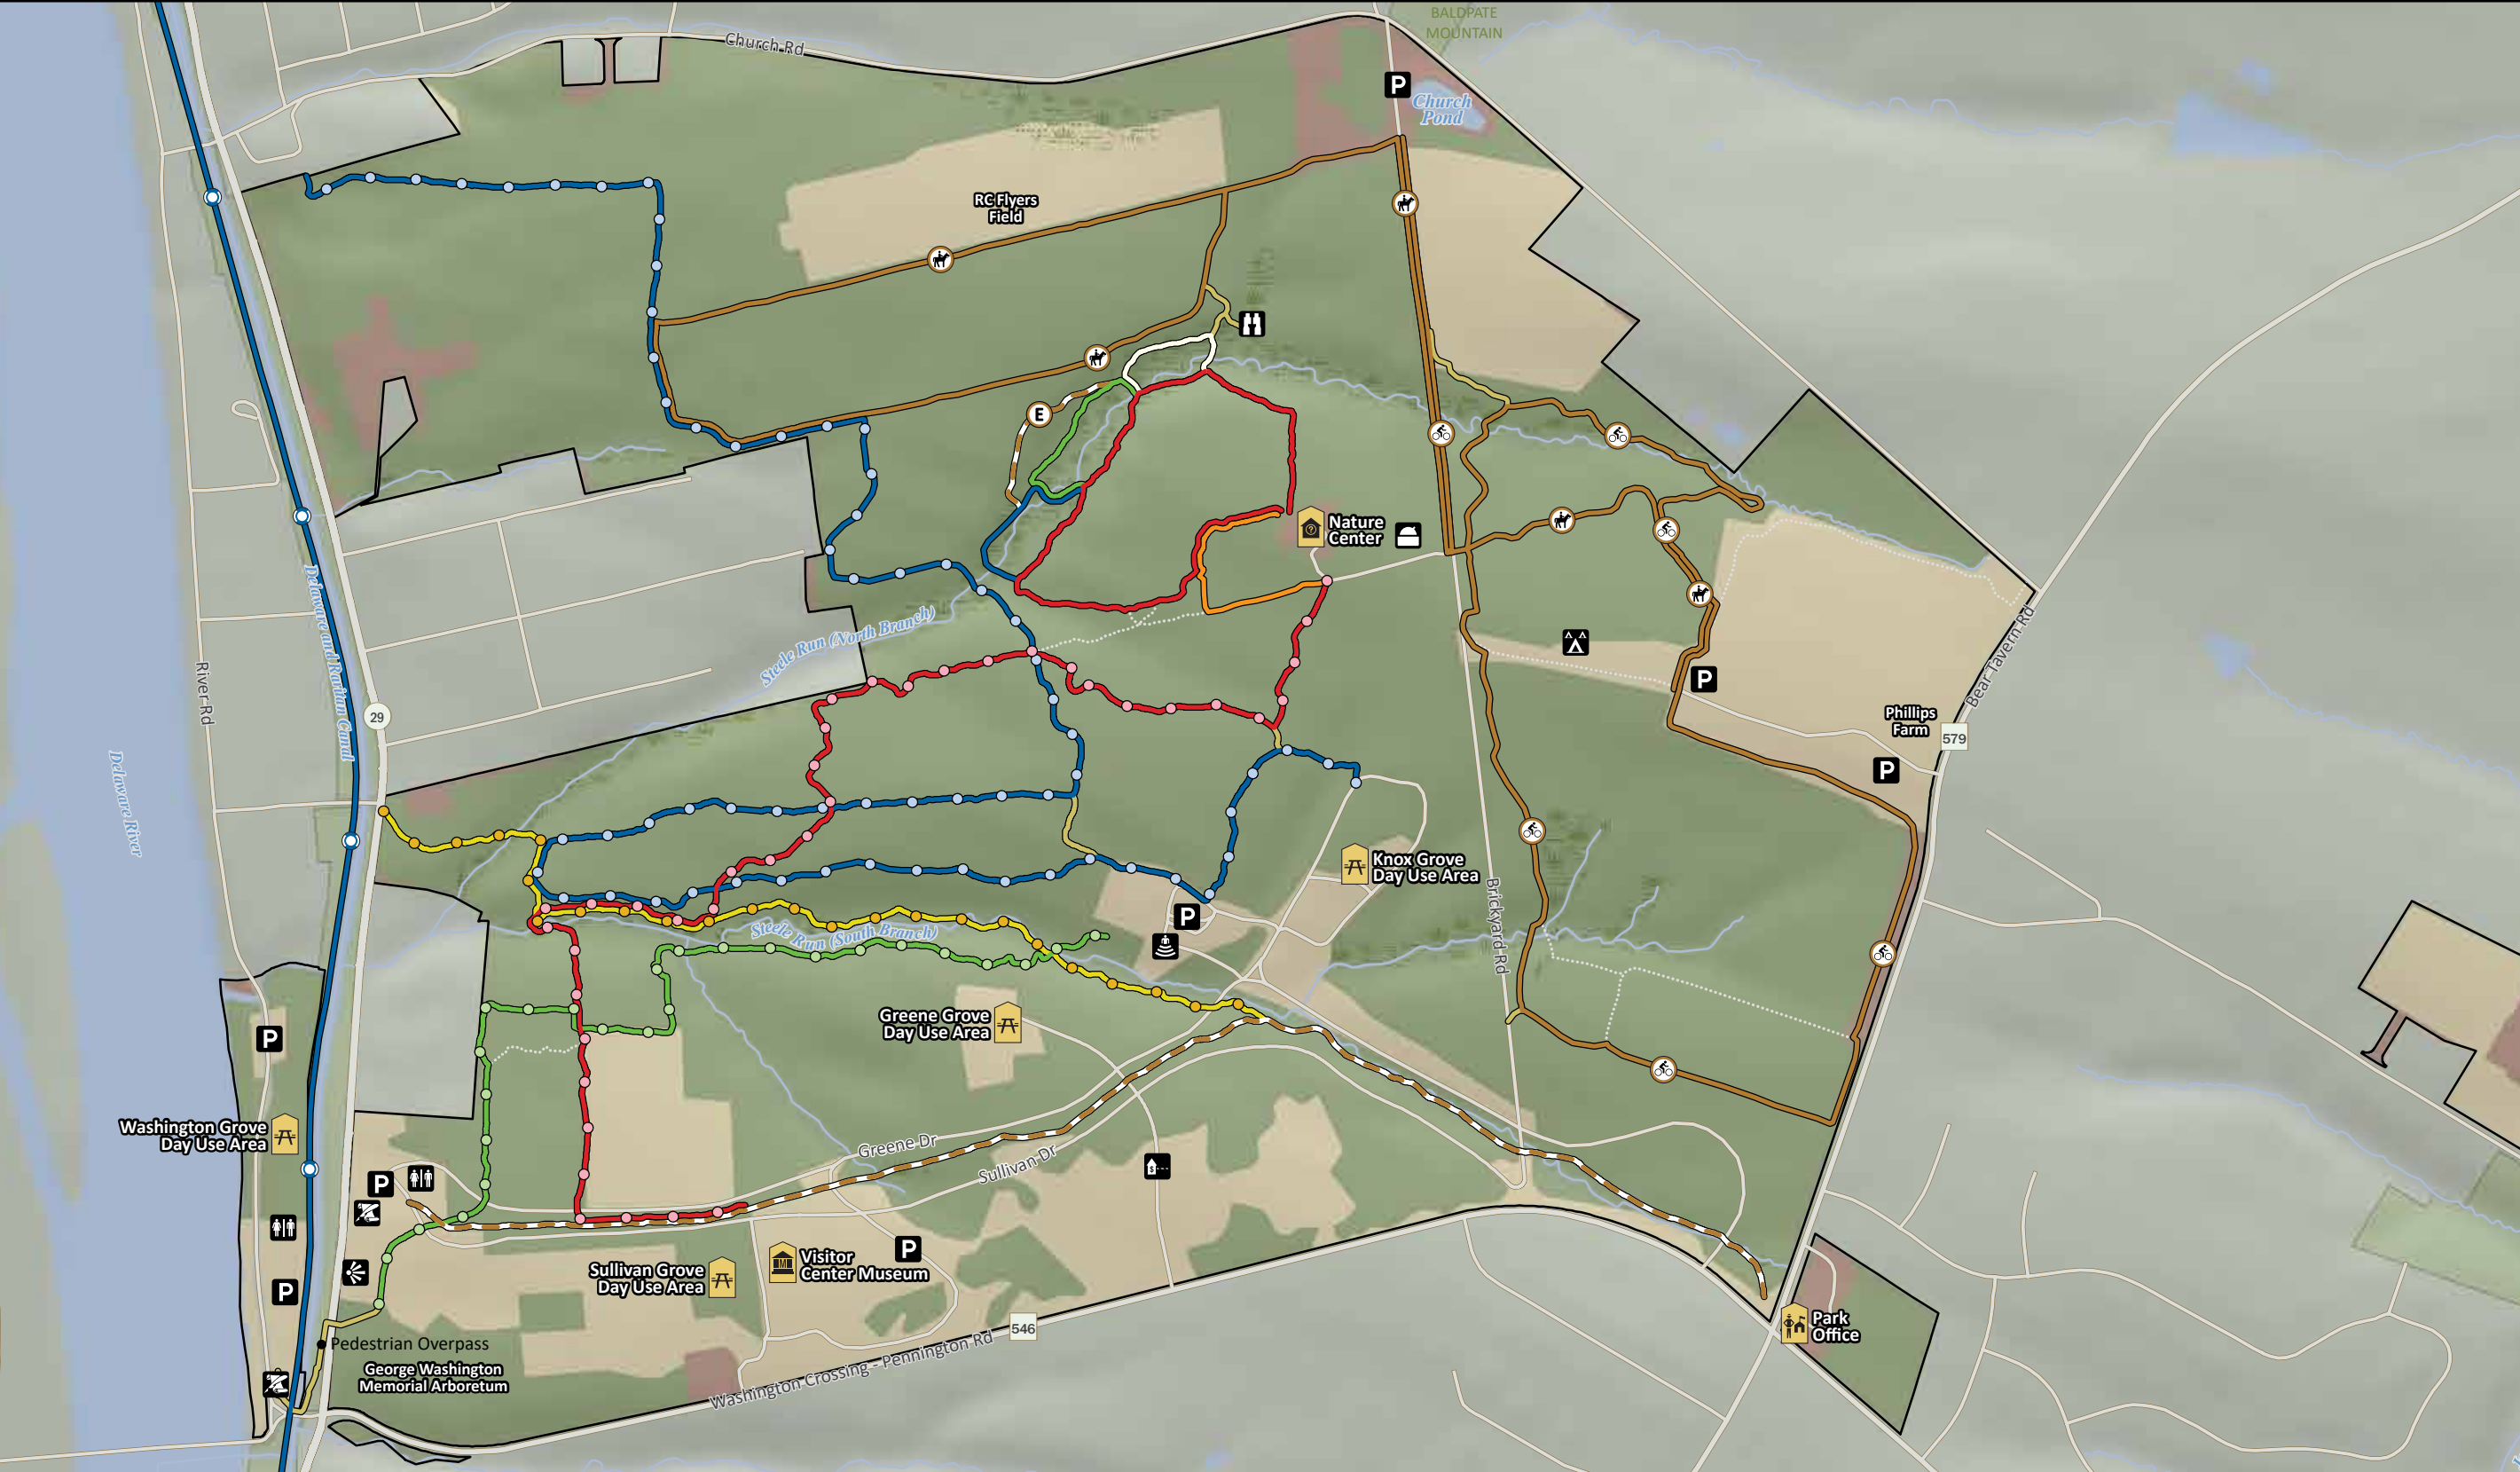 BALDPATE
MOUNTAIN
Church Rd
P
Church
Pond
RC Flyers
Field
E
Nature
Center
Delaware and Raritan Canal
Steele Run (North Branch)
River Rd
29
P
Bear Tavern Rd
Phillips
Farm
579
P
Delaware River
Knox Grove
Day Use Area
Brickyard Rd
P
Steele Run (South Branch)
Greene Grove
Day Use Area
P
Washington Grove
Day Use Area
Greene Dr
Sullivan Dr
P
P
Visitor
Center Museum
Sullivan Grove
Day Use Area
P
546
Park
Office
Pedestrian Overpass
George Washington
Memorial Arboretum
Washington Crossing - Pennington Rd